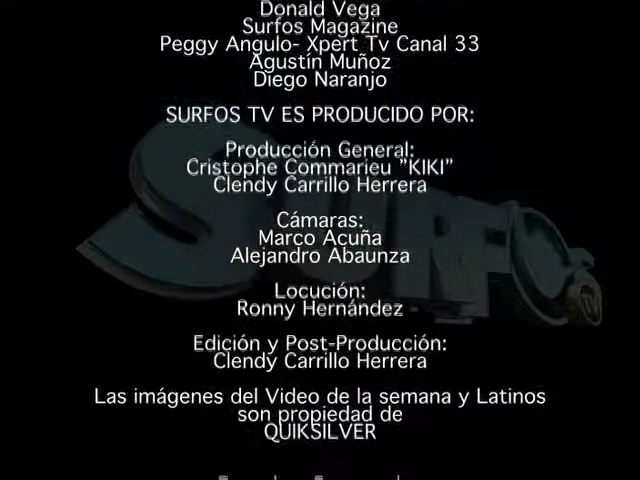 Donald Vega
Surfos Magazine
Peggy Angulo- Xpert Tv Canal 33
Agustín Muñoz
Diego Naranjo
SURFOS TV ES PRODUCIDO POR:
Producción General:
Cristophe Commarieu "KIKI"
Clendy Carrillo Herrera
Cámaras:
Marco Acuña
Alejandro Abaunza
Locución:
Ronny Hernández
Edición y Post-Producción:
Clendy Carrillo Herrera
Las imágenes del Video de la semana y Latinos
son propiedad de
QUIKSILVER
SURFOS
TV